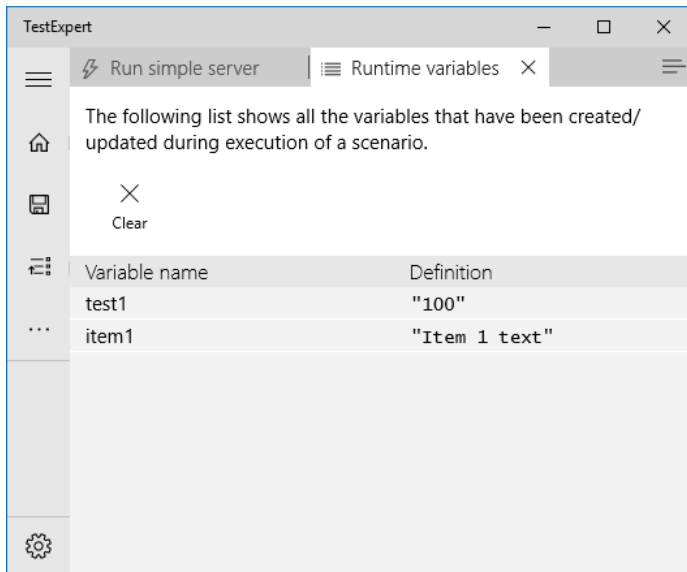 TestExpert
Run simple server
Runtime variables
The following list shows all the variables that have been created/
updated during execution of a scenario.
Clear
Variable name Definition
test1 "100"
item1 "Item 1 text"